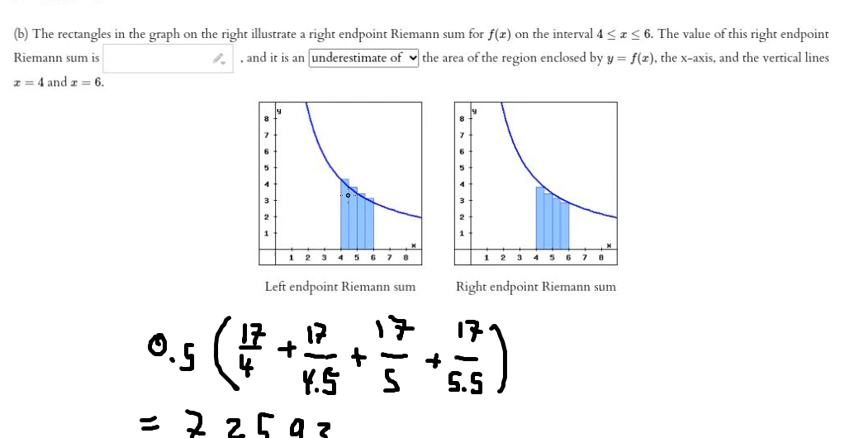 (b) The rectangles in the graph on the right illustrate a right endpoint Riemann sum for f(x) on the interval 4 ≤ x ≤ 6. The value of this right endpoint
Riemann sum is , and it is an underestimate of the area of the region enclosed by y = f(x), the x-axis, and the vertical lines
x = 4 and x = 6.
y
8
7
6
5
4
3
2
1
x
1 2 3 4 5 6 7 8
Left endpoint Riemann sum
y
8
7
6
5
4
3
2
1
x
1 2 3 4 5 6 7 8
Right endpoint Riemann sum
0.5 (17/4 + 17/4.5 + 17/5 + 17/5.5)
= 7 2 5 9 3